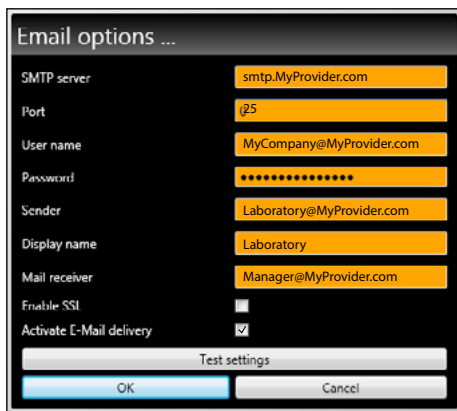 Email options ...
SMTP server smtp.MyProvider.com
Port 25
User name MyCompany@MyProvider.com
Password •••••••••••••••
Sender Laboratory@MyProvider.com
Display name Laboratory
Mail receiver Manager@MyProvider.com
Enable SSL
Activate E-Mail delivery
Test settings
OK Cancel